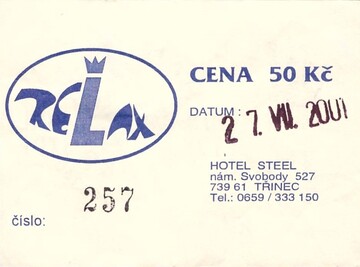 RELAX
CENA 50 Kč
DATUM: 27. VII. 2001
HOTEL STEEL
nám. Svobody 527
739 61 TŘINEC
Tel.: 0659 / 333 150
číslo: 257